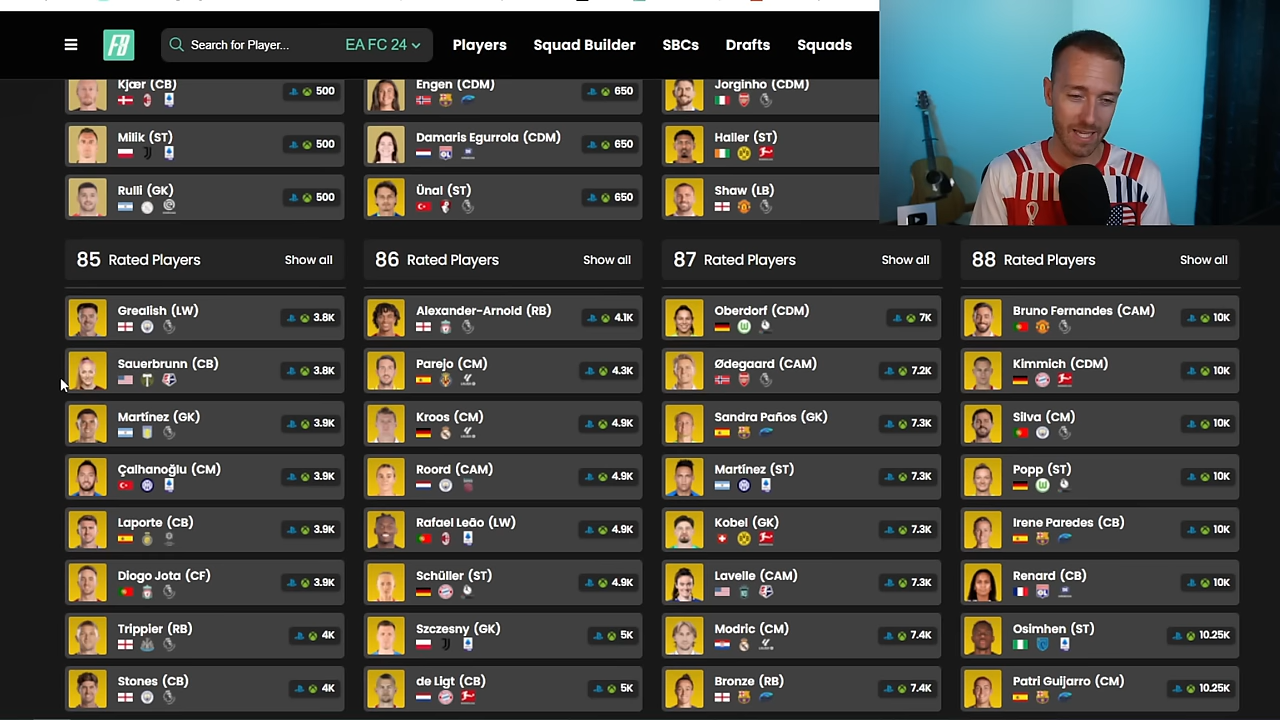 FB Search for Player... EA FC 24 Players Squad Builder SBCs Drafts Squads
Kjær (CB) 500
Milik (ST) 500
Rulli (GK) 500
Engen (CDM) 650
Damaris Egurrola (CDM) 650
Ünal (ST) 650
Jorginho (CDM)
Haller (ST)
Shaw (LB)
85 Rated Players Show all
Grealish (LW) 3.8K
Sauerbrunn (CB) 3.8K
Martínez (GK) 3.9K
Çalhanoğlu (CM) 3.9K
Laporte (CB) 3.9K
Diogo Jota (CF) 3.9K
Trippier (RB) 4K
Stones (CB) 4K
86 Rated Players Show all
Alexander-Arnold (RB) 4.1K
Parejo (CM) 4.3K
Kroos (CM) 4.9K
Roord (CAM) 4.9K
Rafael Leão (LW) 4.9K
Schüller (ST) 4.9K
Szczesny (GK) 5K
de Ligt (CB) 5K
87 Rated Players Show all
Oberdorf (CDM) 7K
Ødegaard (CAM) 7.2K
Sandra Paños (GK) 7.3K
Martínez (ST) 7.3K
Kobel (GK) 7.3K
Lavelle (CAM) 7.3K
Modric (CM) 7.4K
Bronze (RB) 7.4K
88 Rated Players Show all
Bruno Fernandes (CAM) 10K
Kimmich (CDM) 10K
Silva (CM) 10K
Popp (ST) 10K
Irene Paredes (CB) 10K
Renard (CB) 10K
Osimhen (ST) 10.25K
Patri Guijarro (CM) 10.25K